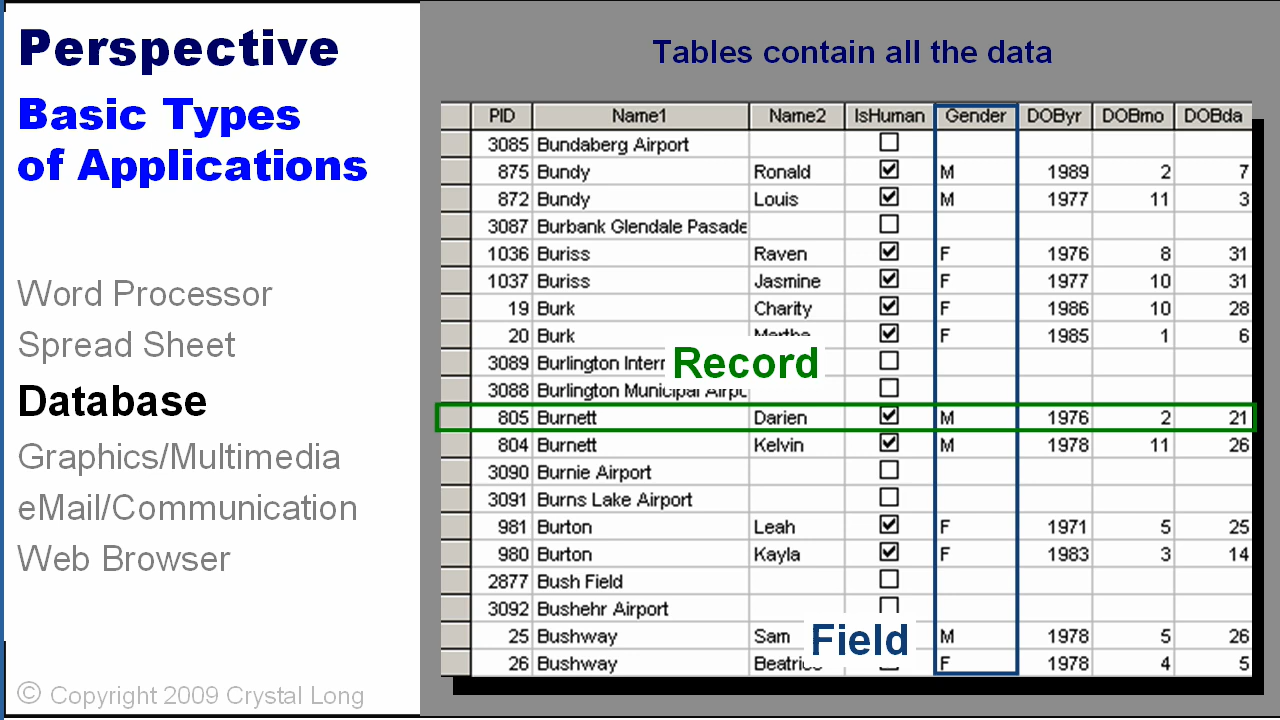 Perspective
Basic Types
of Applications
Word Processor
Spread Sheet
Database
Graphics/Multimedia
eMail/Communication
Web Browser
© Copyright 2009 Crystal Long
Tables contain all the data
PID Name1 Name2 IsHuman Gender DOByr DOBmo DOBda
3085 Bundaberg Airport
875 Bundy Ronald M 1989 2 7
872 Bundy Louis M 1977 11 3
3087 Burbank Glendale Pasade
1036 Buriss Raven F 1976 8 31
1037 Buriss Jasmine F 1977 10 31
19 Burk Charity F 1986 10 28
20 Burk F 1985 1 6
3089 Burlington
Record
3088 Burlington Municipal
805 Burnett Darien M 1976 2 21
804 Burnett Kelvin M 1978 11 26
3090 Burnie Airport
3091 Burns Lake Airport
981 Burton Leah F 1971 5 25
980 Burton Kayla F 1983 3 14
2877 Bush Field
3092 Bushehr Airport
25 Bushway Sam M 1978 5 26
Field
26 Bushway F 1978 4 5